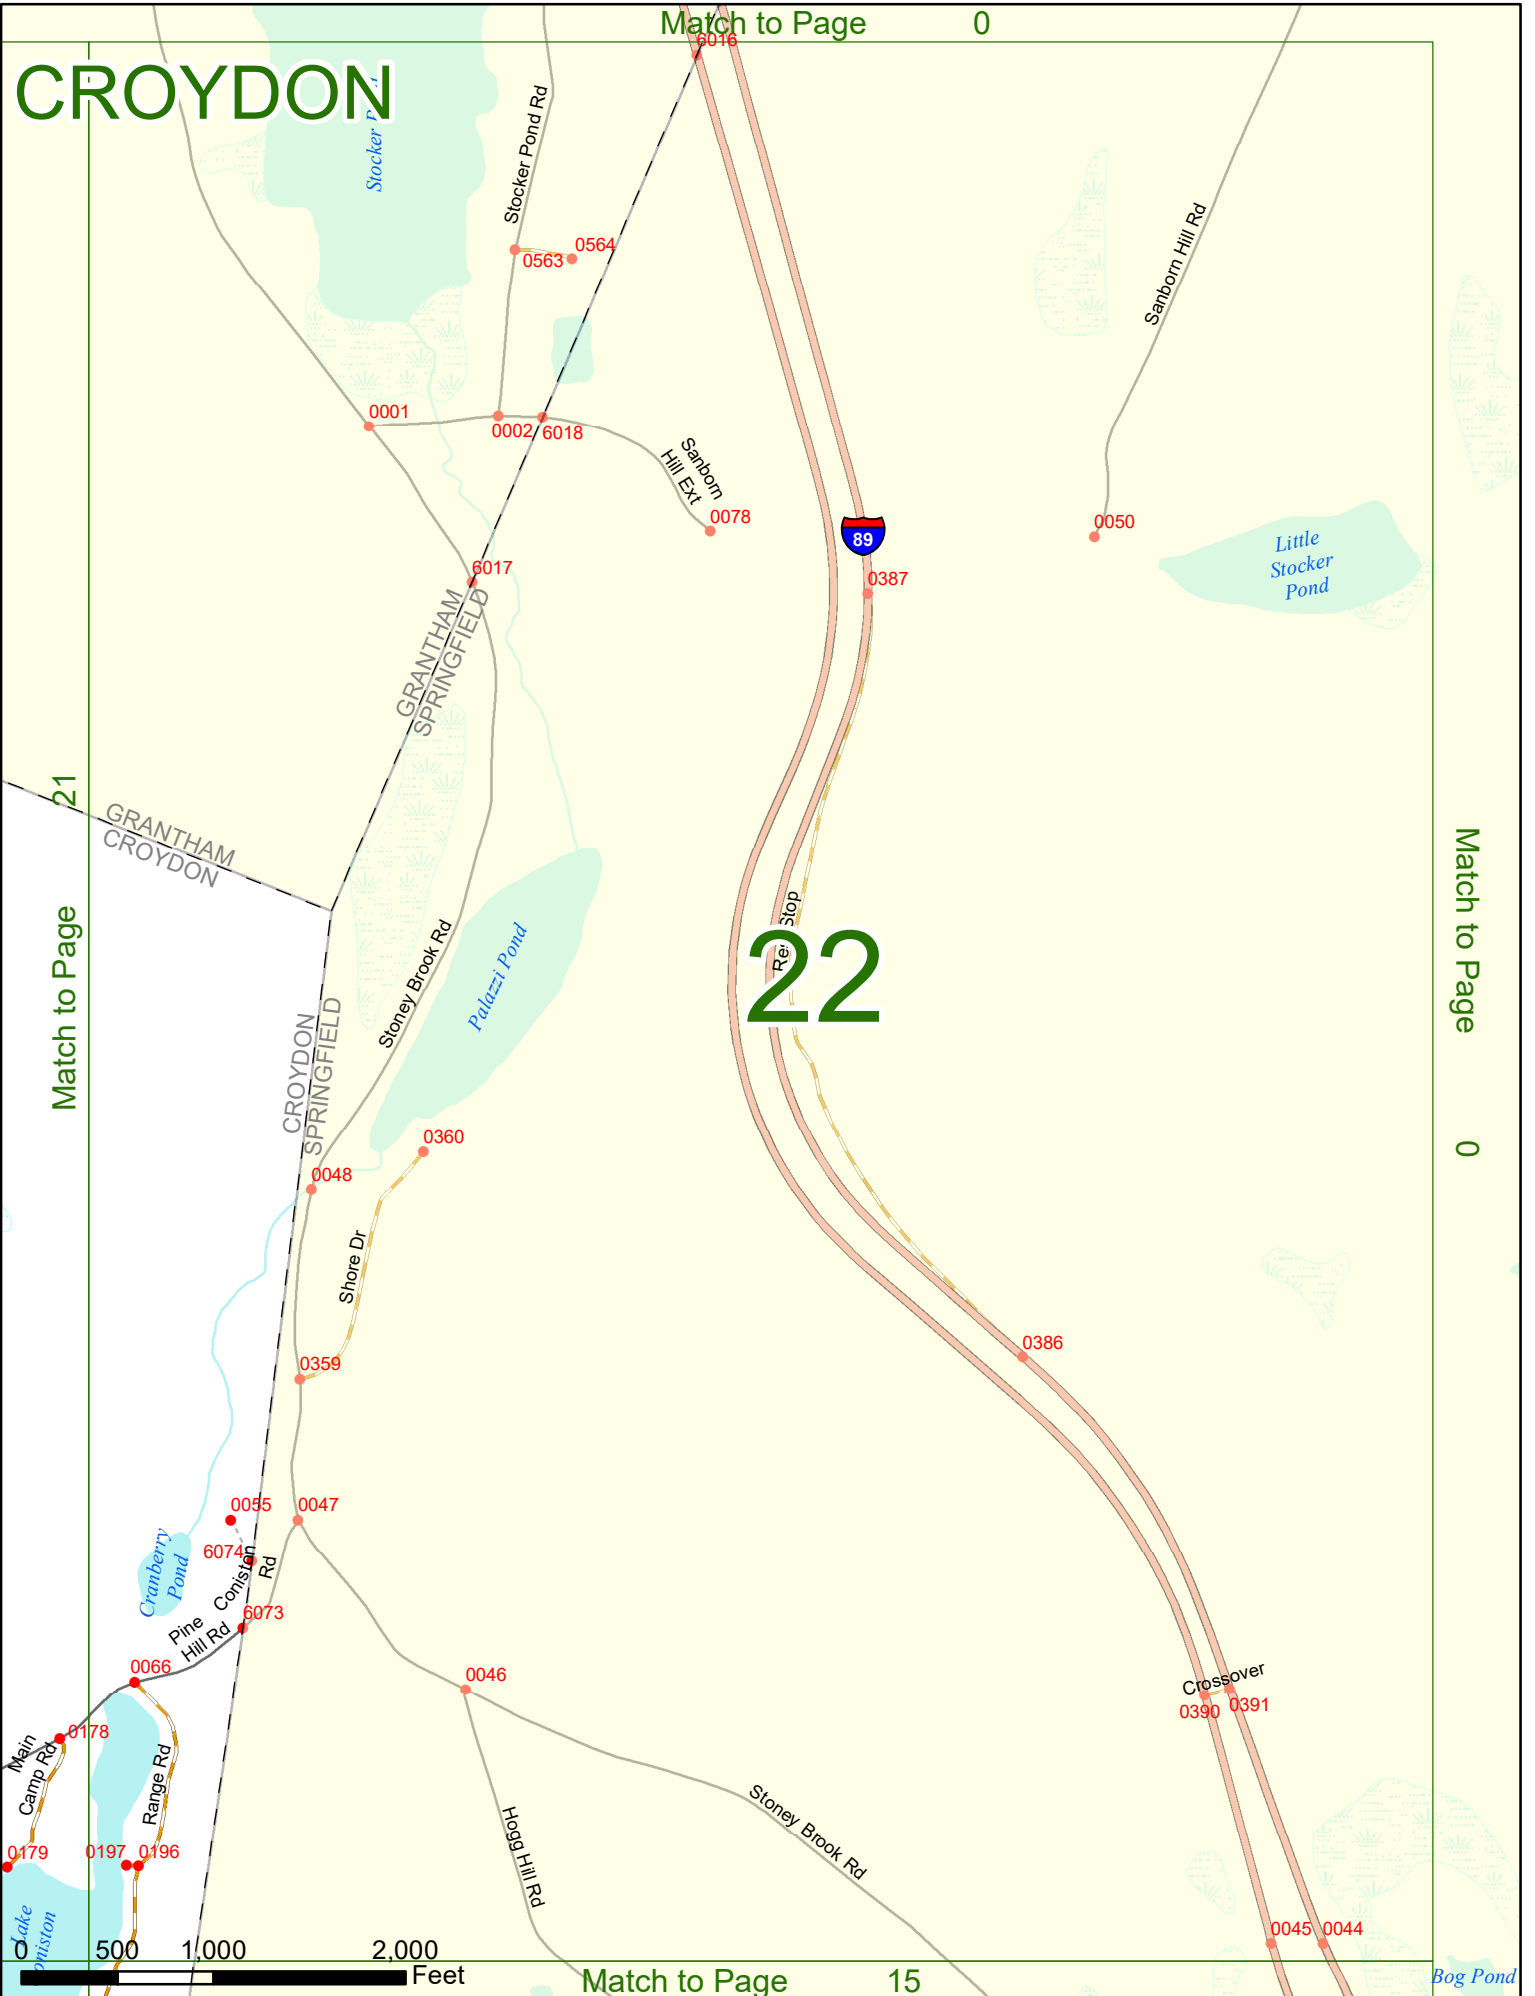 Match to Page 0
6016
CROYDON
Stocker
Stocker Pond Rd
0564
0563
Sanborn Hill Rd
0001
0002
6018
Sanborn
Hill Ext
0078
89
0050
Little
Stocker
Pond
6017
0387
GRANTHAM
SPRINGFIELD
21
Match to Page
GRANTHAM
CROYDON
Match to Page
0
Stop
22
Stoney Brook Rd
Palazzi Pond
CROYDON
SPRINGFIELD
0360
0048
Shore Dr
0386
0359
0055
0047
6074
Coniston
Rd
Cranberry
Pond
6073
Pine
Hill Rd
0066
0046
Crossover
0390
0391
0178
Main
Camp Rd
Range Rd
Stoney Brook Rd
Hogg Hill Rd
0179
0197
0196
Lake
0045
0044
0 500 1,000 2,000
Feet
Match to Page 15
Bog Pond